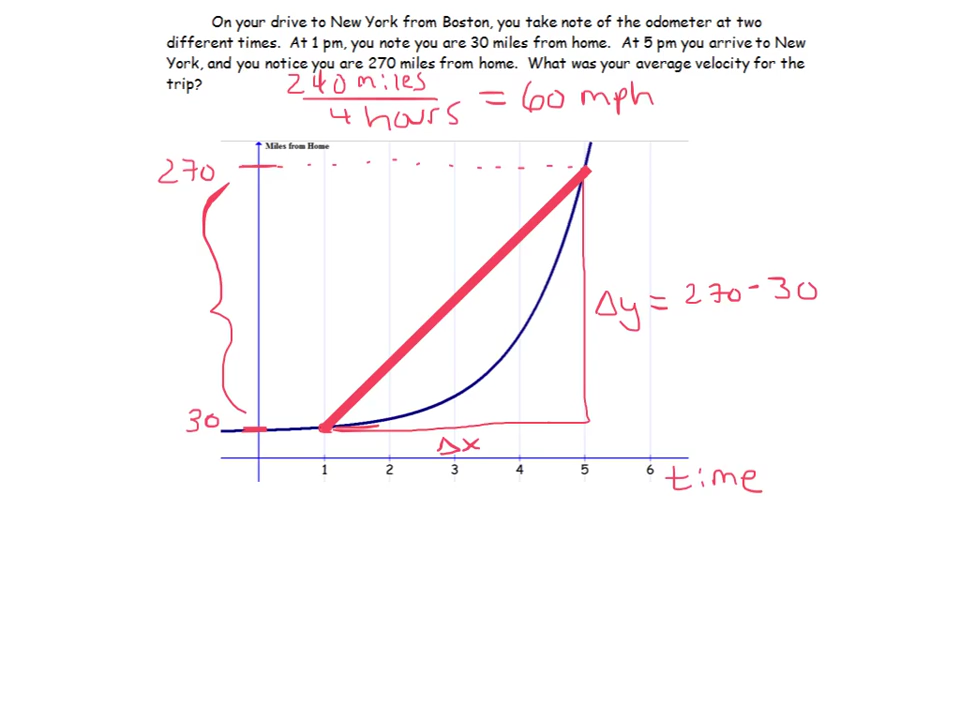 On your drive to New York from Boston, you take note of the odometer at two
different times. At 1 pm, you note you are 30 miles from home. At 5 pm you arrive to New
York, and you notice you are 270 miles from home. What was your average velocity for the
trip?
240 miles
4 hours
= 60 mph
Miles from Home
270
Δy = 270 - 30
30
Δx
1 2 3 4 5 6
time